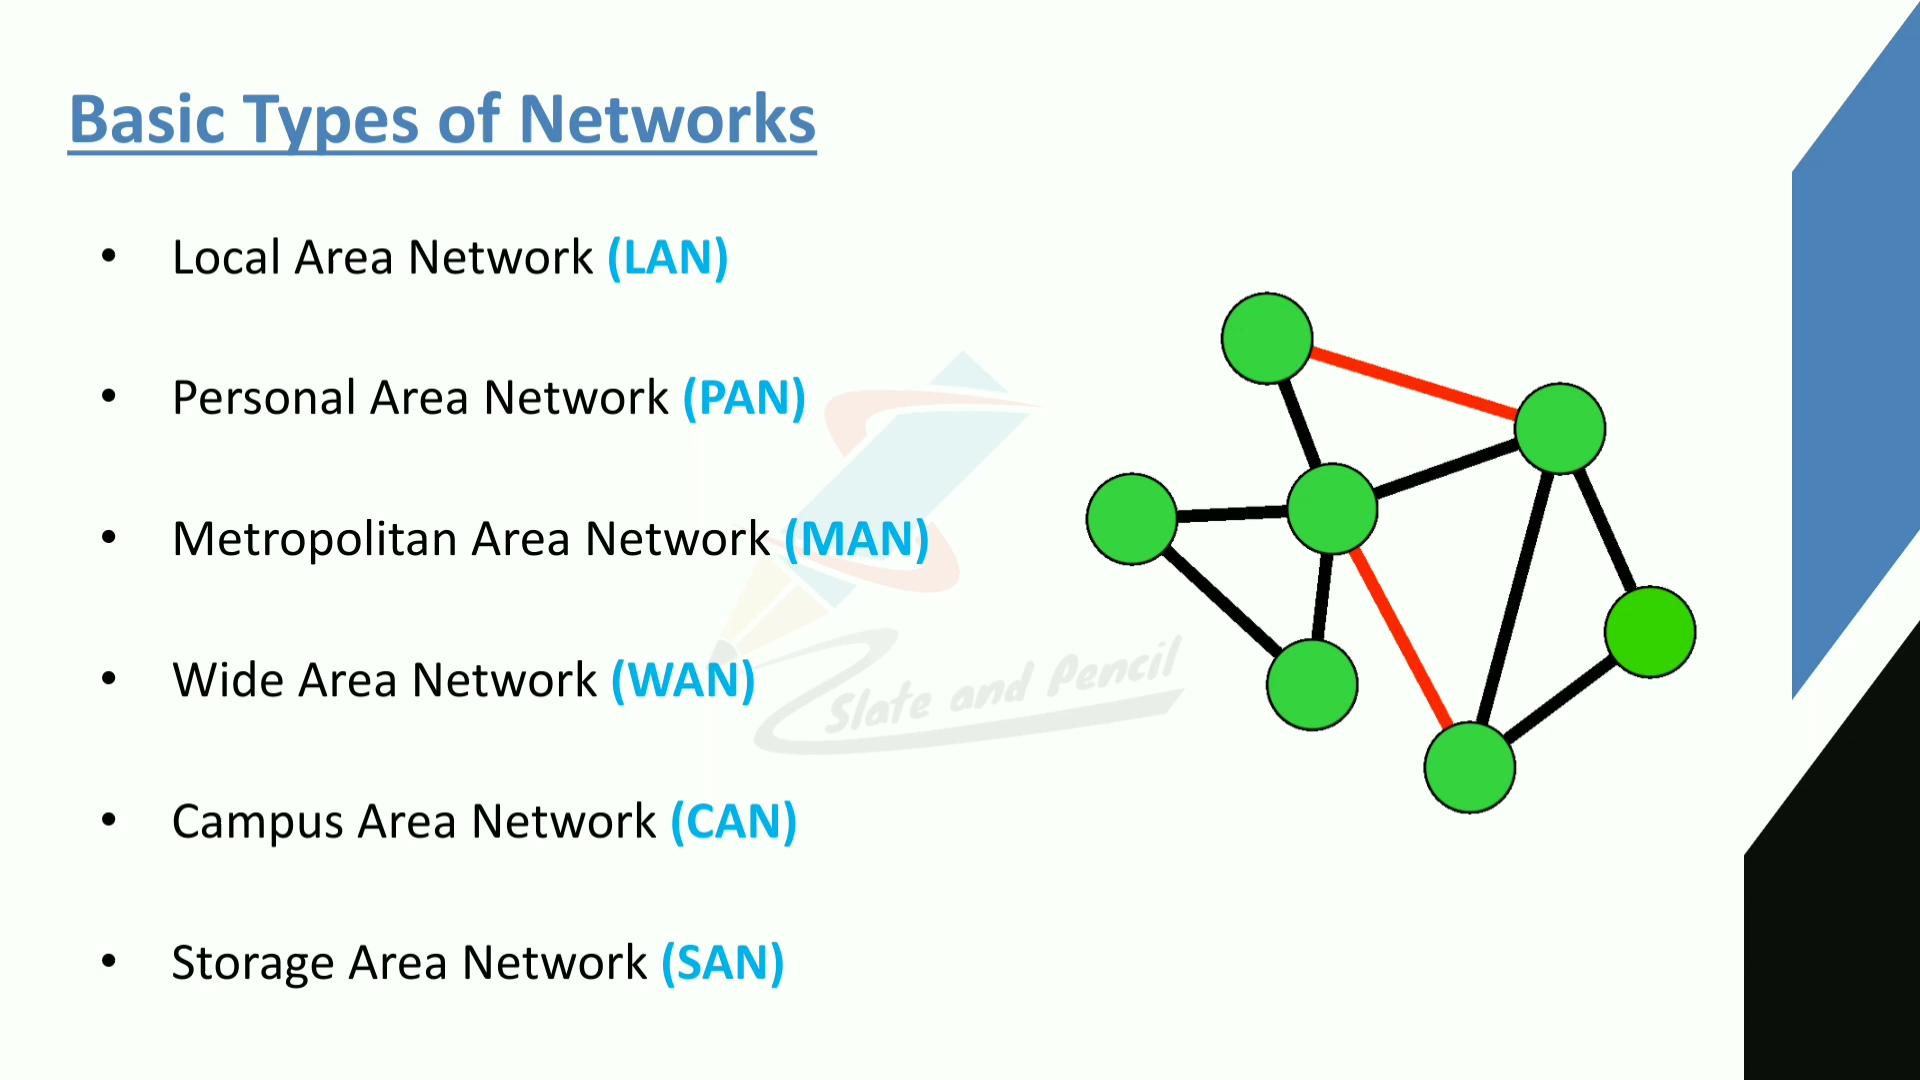 Basic Types of Networks
• Local Area Network (LAN)
• Personal Area Network (PAN)
• Metropolitan Area Network (MAN)
• Wide Area Network (WAN)
• Campus Area Network (CAN)
• Storage Area Network (SAN)
Slate and Pencil